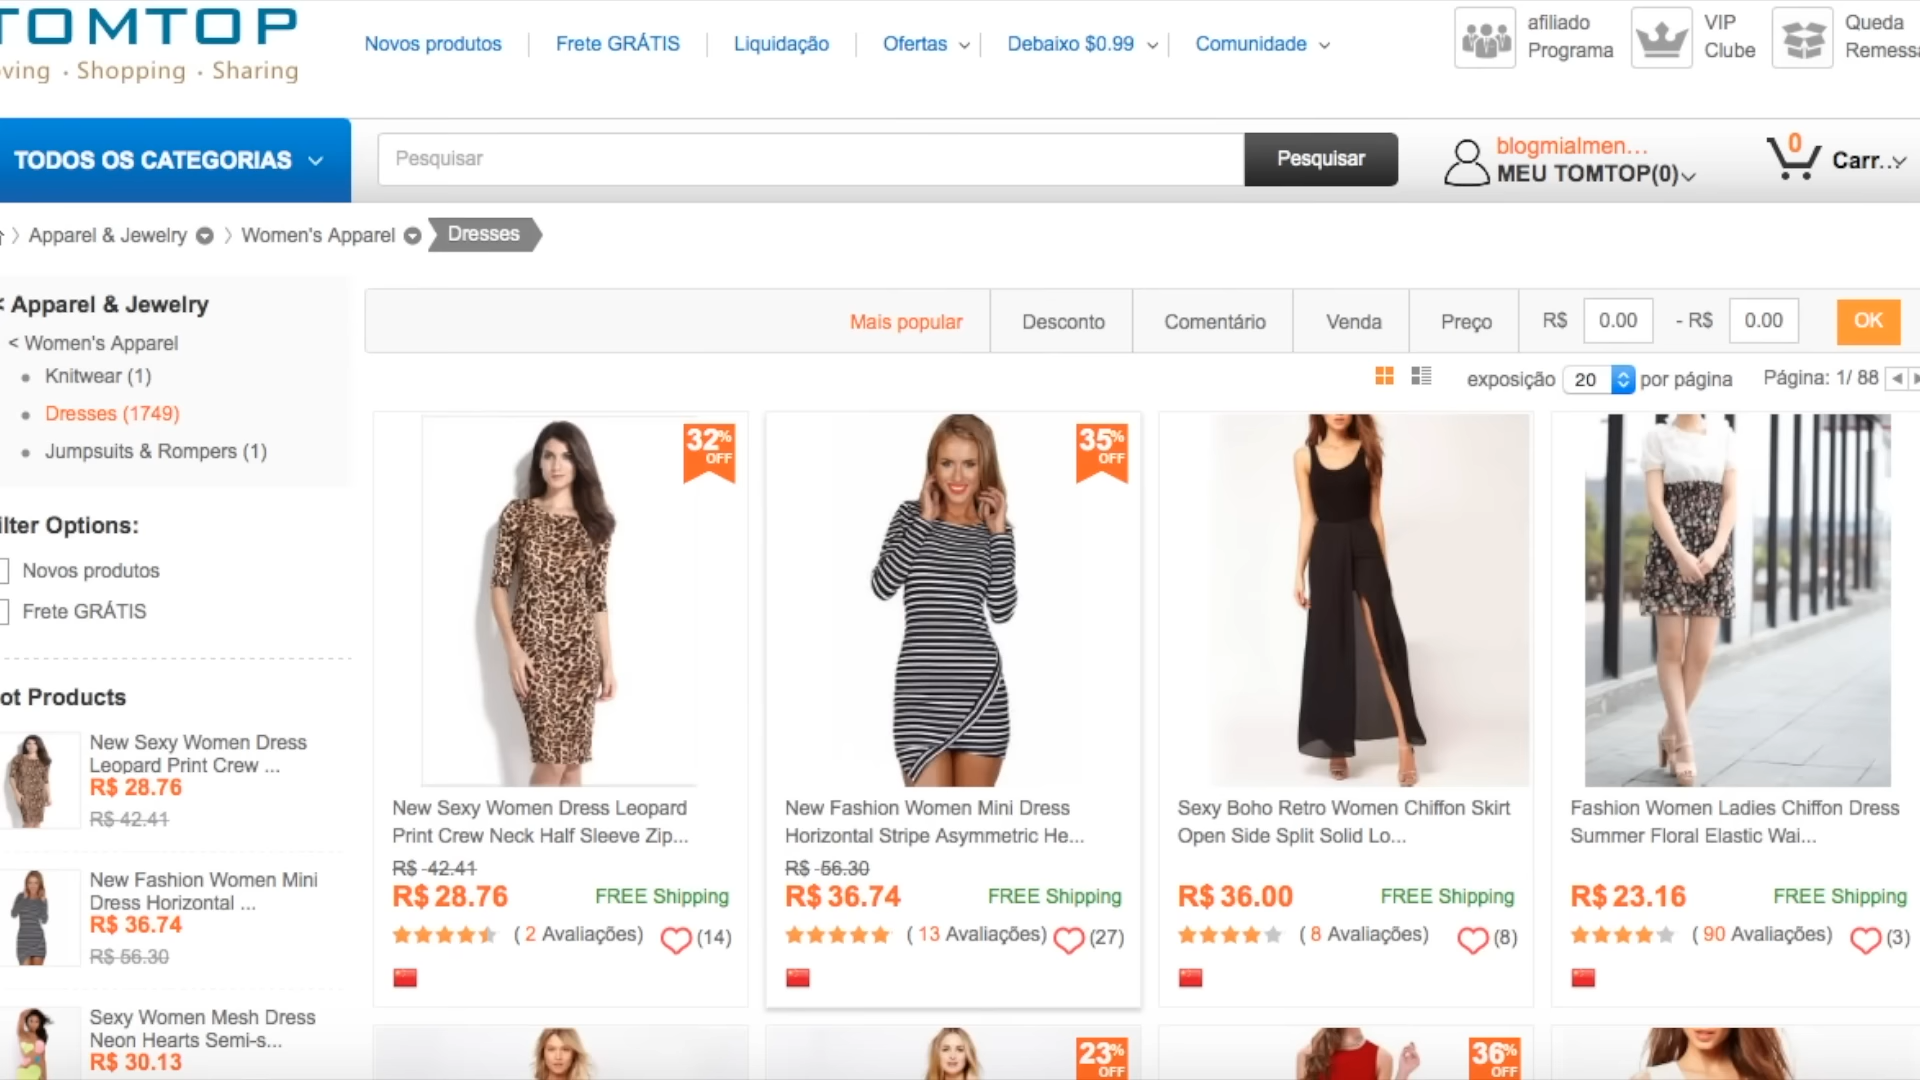 TOMTOP
ving · Shopping · Sharing
Novos produtos
Frete GRÁTIS
Liquidação
Ofertas
Debaixo $0.99
Comunidade
afiliado
Programa
VIP
Clube
Queda
Remessa
TODOS OS CATEGORIAS
Pesquisar
Pesquisar
blogmialmen...
MEU TOMTOP(0)
0
Carr...
Apparel & Jewelry
Women's Apparel
Dresses
< Apparel & Jewelry
< Women's Apparel
Knitwear (1)
Dresses (1749)
Jumpsuits & Rompers (1)
ilter Options:
Novos produtos
Frete GRÁTIS
ot Products
New Sexy Women Dress
Leopard Print Crew ...
R$ 28.76
R$ 42.41
New Fashion Women Mini
Dress Horizontal ...
R$ 36.74
R$ 56.30
Sexy Women Mesh Dress
Neon Hearts Semi-s...
R$ 30.13
Mais popular
Desconto
Comentário
Venda
Preço
R$ 0.00 - R$ 0.00
OK
exposição 20 por página
Página: 1/ 88
32% OFF
New Sexy Women Dress Leopard
Print Crew Neck Half Sleeve Zip...
R$ 42.41
R$ 28.76 FREE Shipping
( 2 Avaliações) (14)
35% OFF
New Fashion Women Mini Dress
Horizontal Stripe Asymmetric He...
R$ 56.30
R$ 36.74 FREE Shipping
( 13 Avaliações) (27)
Sexy Boho Retro Women Chiffon Skirt
Open Side Split Solid Lo...
R$ 36.00 FREE Shipping
( 8 Avaliações) (8)
Fashion Women Ladies Chiffon Dress
Summer Floral Elastic Wai...
R$ 23.16 FREE Shipping
( 90 Avaliações) (3)
23% OFF
36% OFF